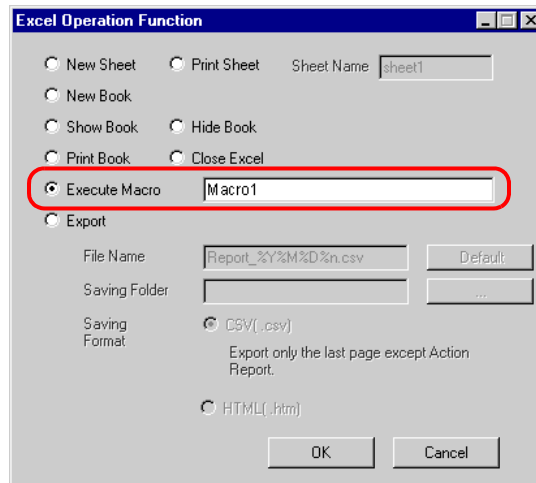 Excel Operation Function
New Sheet Print Sheet Sheet Name sheet1
New Book
Show Book Hide Book
Print Book Close Excel
Execute Macro Macro1
Export
File Name Report_%Y%M%D%n.csv Default
Saving Folder ...
Saving Format CSV( .csv)
Export only the last page except Action
Report.
HTML( .htm)
OK Cancel